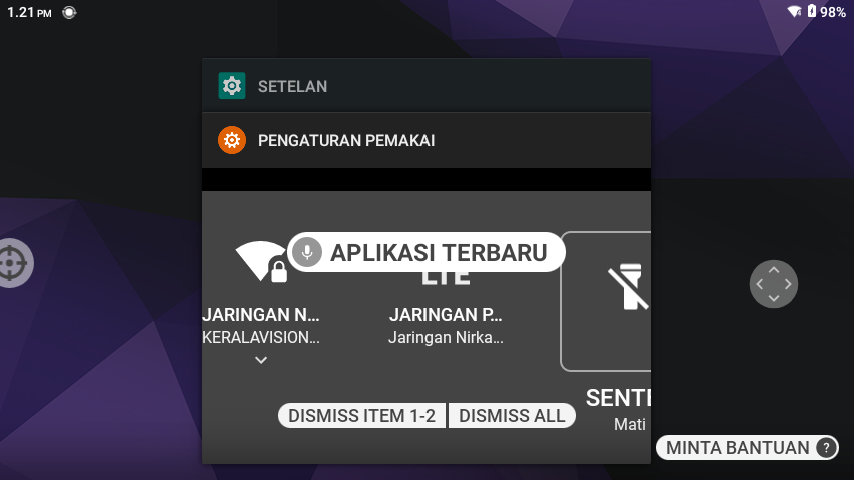 1.21 PM
98%
SETELAN
PENGATURAN PEMAKAI
APLIKASI TERBARU
LTE
JARINGAN N...
JARINGAN P...
KERALAVISION...
Jaringan Nirka...
SENTE
Mati
DISMISS ITEM 1-2
DISMISS ALL
MINTA BANTUAN ?